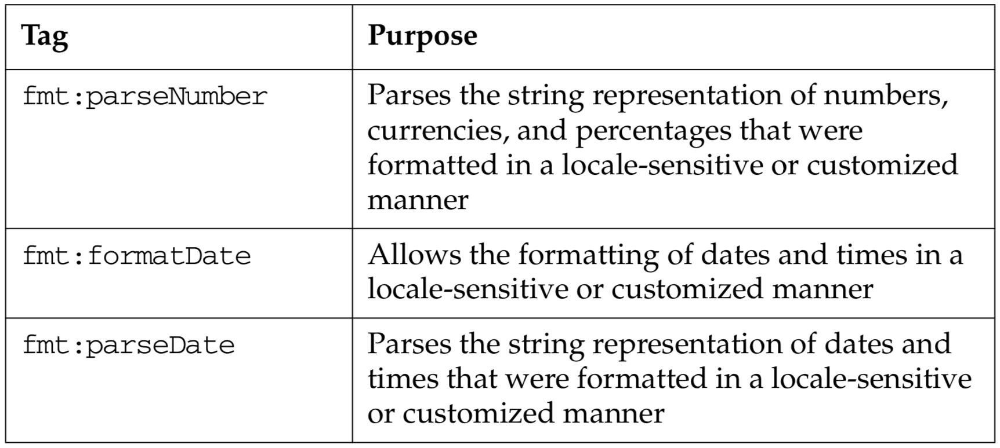 Tag Purpose
fmt:parseNumber Parses the string representation of numbers,
currencies, and percentages that were
formatted in a locale-sensitive or customized
manner
fmt:formatDate Allows the formatting of dates and times in a
locale-sensitive or customized manner
fmt:parseDate Parses the string representation of dates and
times that were formatted in a locale-sensitive
or customized manner